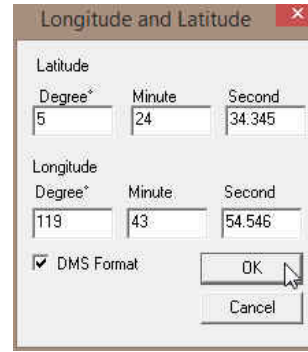 Longitude and Latitude
Latitude
Degree* Minute Second
5 24 34.345
Longitude
Degree* Minute Second
119 43 54.546
DMS Format OK
Cancel